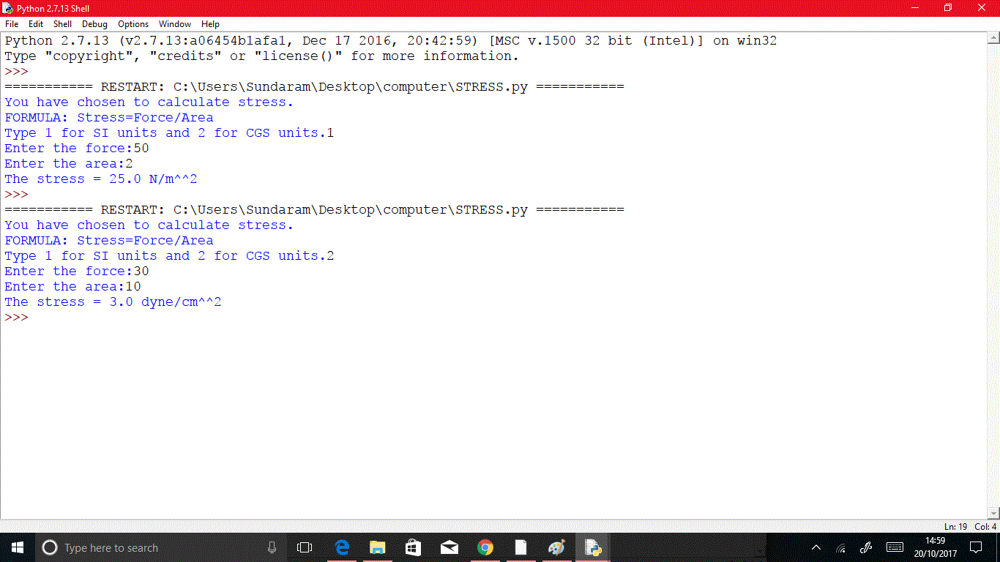 Python 2.7.13 Shell
File Edit Shell Debug Options Window Help
Python 2.7.13 (v2.7.13:a06454b1afa1, Dec 17 2016, 20:42:59) [MSC v.1500 32 bit (Intel)] on win32
Type "copyright", "credits" or "license()" for more information.
>>>
=========== RESTART: C:\Users\Sundaram\Desktop\computer\STRESS.py ===========
You have chosen to calculate stress.
FORMULA: Stress=Force/Area
Type 1 for SI units and 2 for CGS units.1
Enter the force:50
Enter the area:2
The stress = 25.0 N/m^^2
>>>
=========== RESTART: C:\Users\Sundaram\Desktop\computer\STRESS.py ===========
You have chosen to calculate stress.
FORMULA: Stress=Force/Area
Type 1 for SI units and 2 for CGS units.2
Enter the force:30
Enter the area:10
The stress = 3.0 dyne/cm^^2
>>>
Ln: 19 Col: 4
Type here to search
14:59
20/10/2017